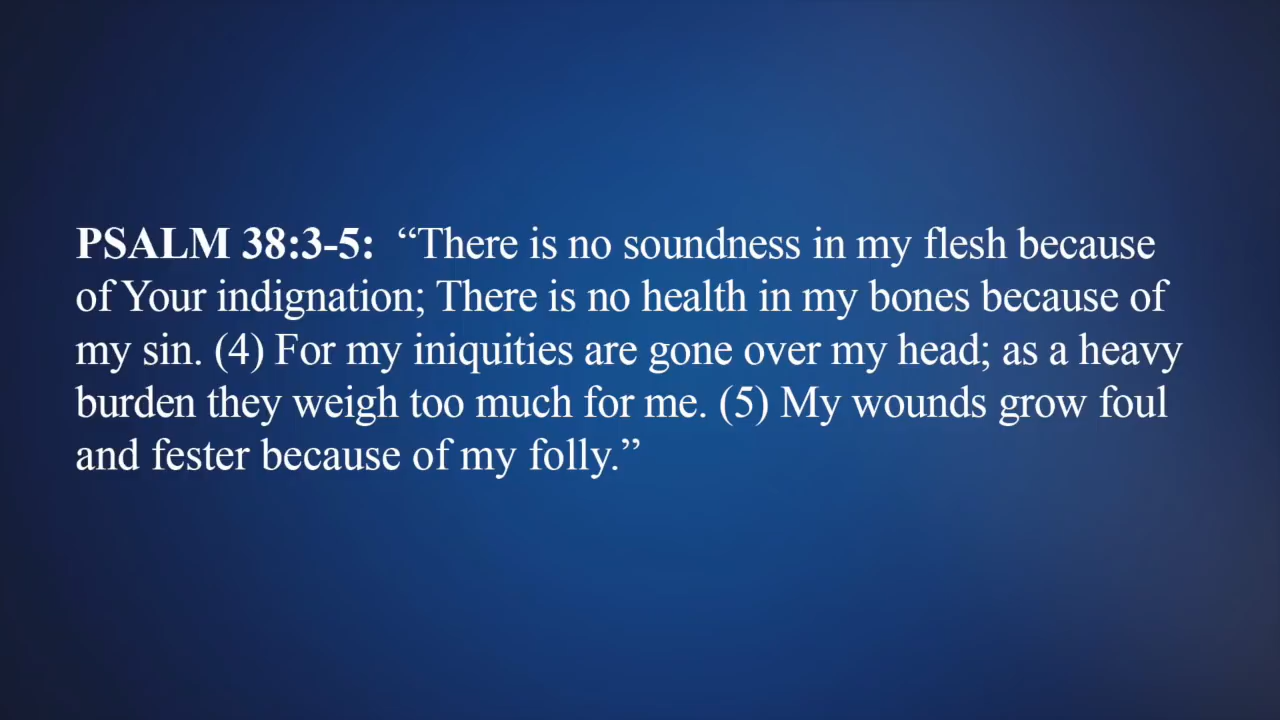 PSALM 38:3-5: “There is no soundness in my flesh because
of Your indignation; There is no health in my bones because of
my sin. (4) For my iniquities are gone over my head; as a heavy
burden they weigh too much for me. (5) My wounds grow foul
and fester because of my folly.”